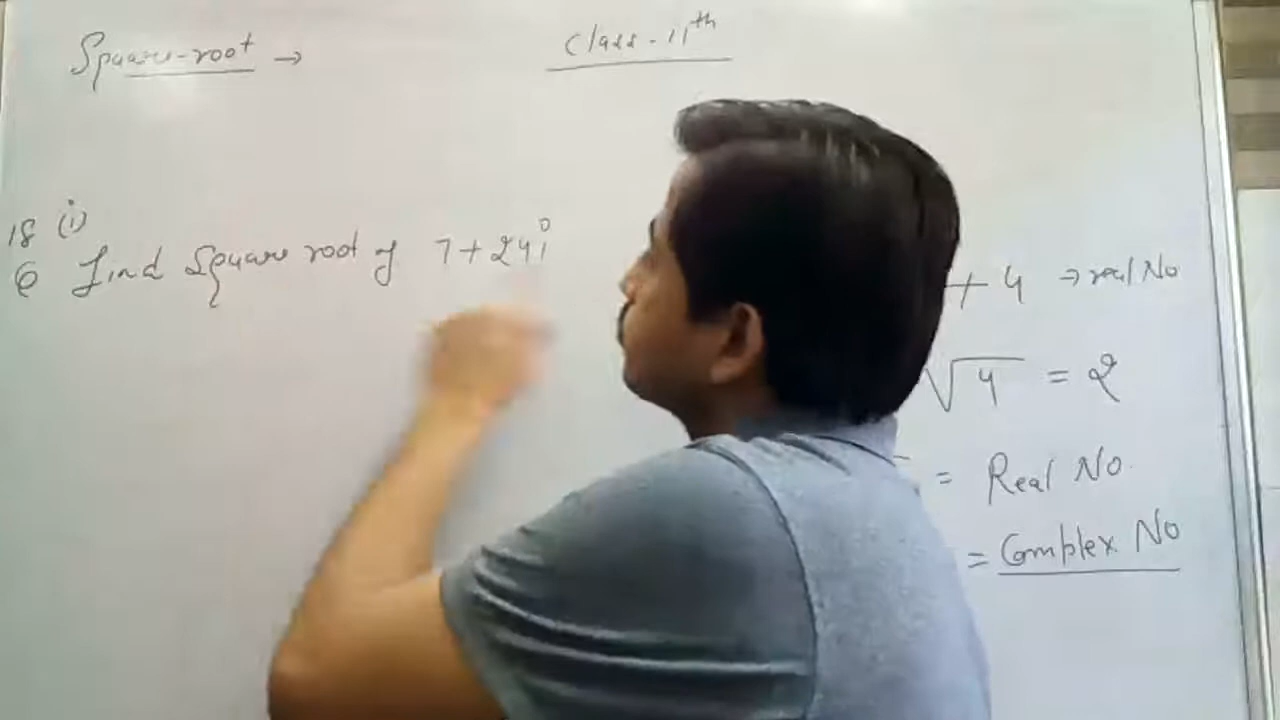 Square-root →
Class-11th
18 (i)
Q Find Square root of 7+24i
+ 4 → real No
√4 = 2
= Real No.
= Complex No